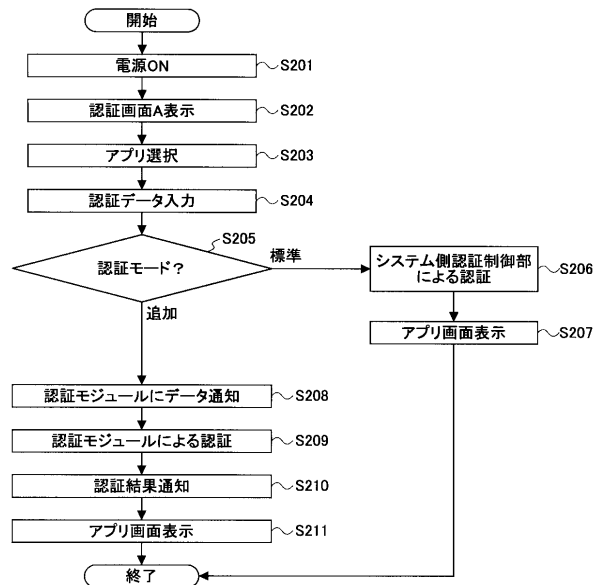 開始
電源ON
S201
認証画面A表示
S202
アプリ選択
S203
認証データ入力
S204
S205
認証モード?
標準
追加
システム側認証制御部
による認証
S206
アプリ画面表示
S207
認証モジュールにデータ通知
S208
認証モジュールによる認証
S209
認証結果通知
S210
アプリ画面表示
S211
終了